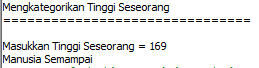 Mengkategorikan Tinggi Seseorang
===============================
Masukkan Tinggi Seseorang = 169
Manusia Semampai